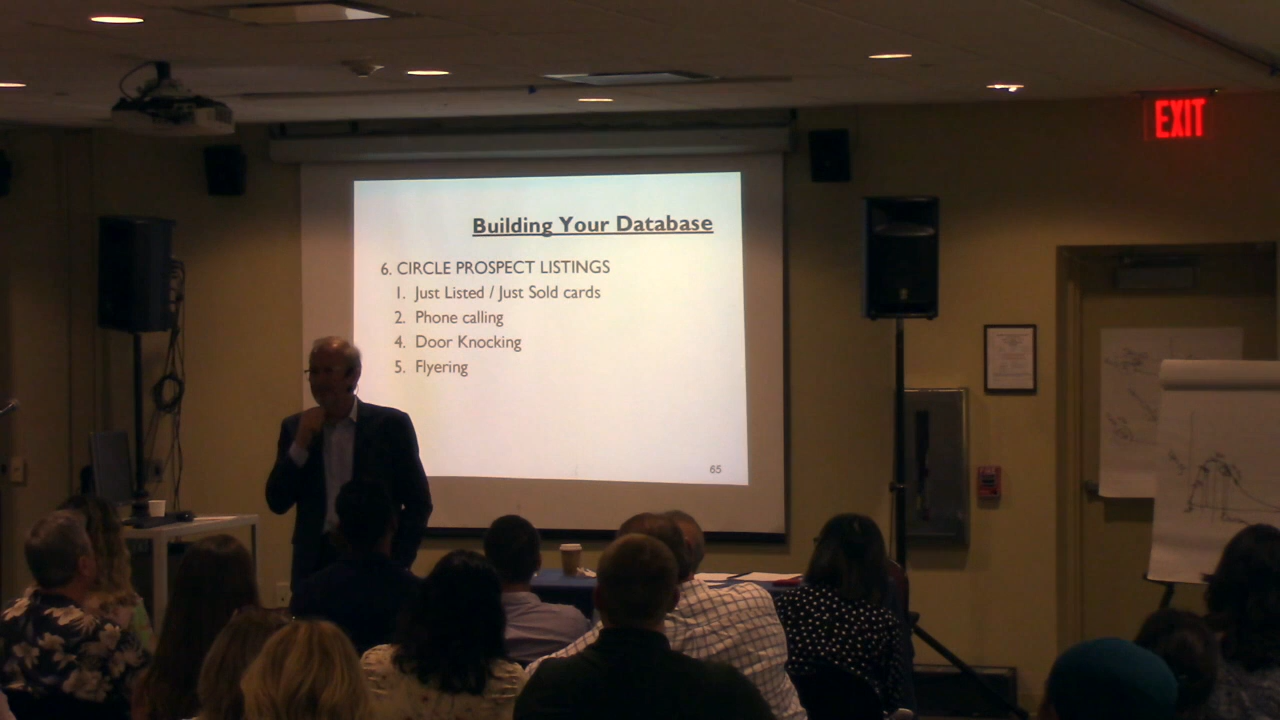 EXIT
Building Your Database
6. CIRCLE PROSPECT LISTINGS
1. Just Listed / Just Sold cards
2. Phone calling
4. Door Knocking
5. Flyering
65